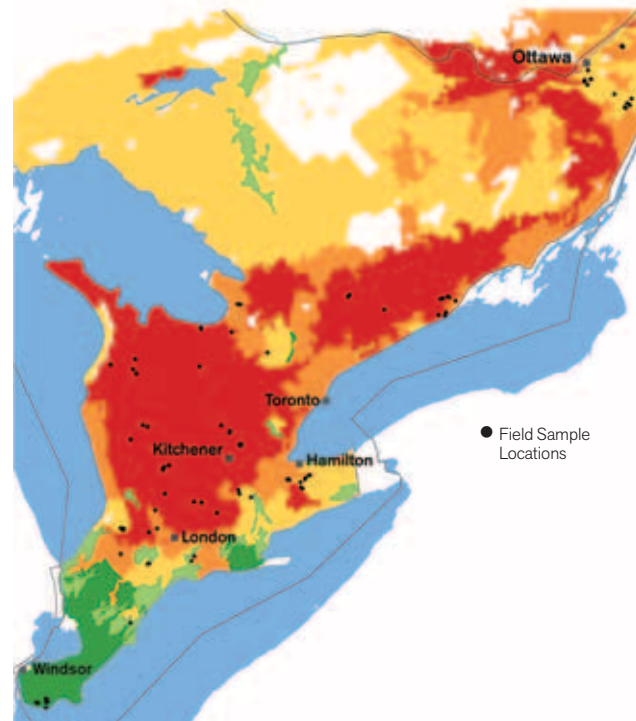 Ottawa
Toronto
Field Sample
Locations
Kitchener
Hamilton
London
Windsor